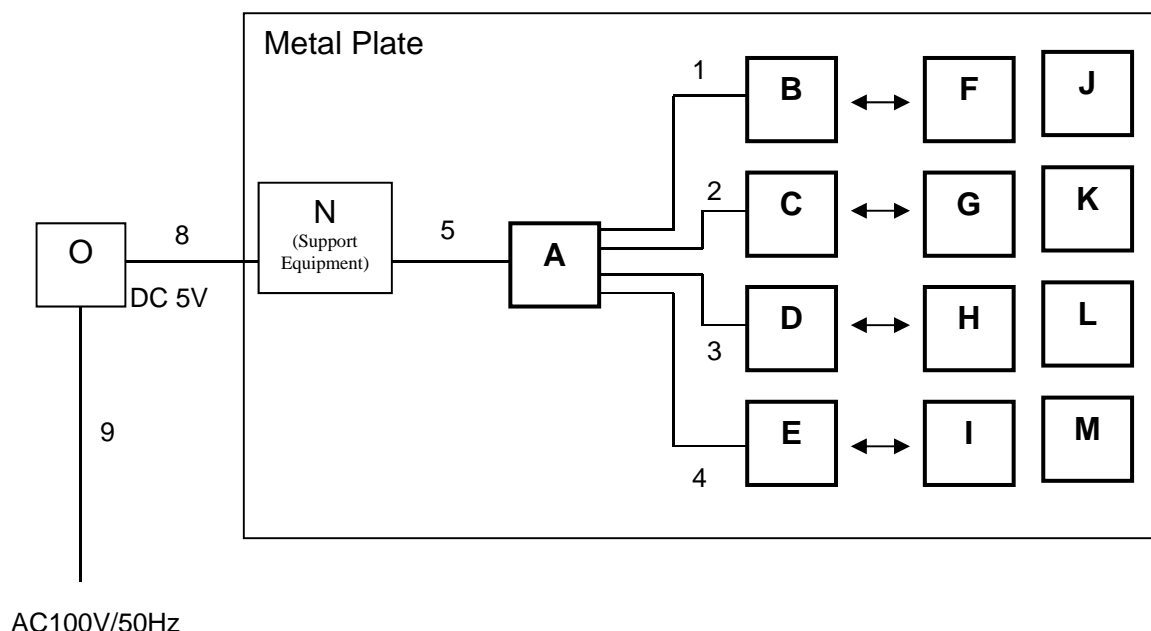 Metal Plate
1
B
F
J
2
C
G
K
N
(Support
Equipment)
8
5
O
A
DC 5V
D
H
L
3
9
E
I
M
4
AC100V/50Hz